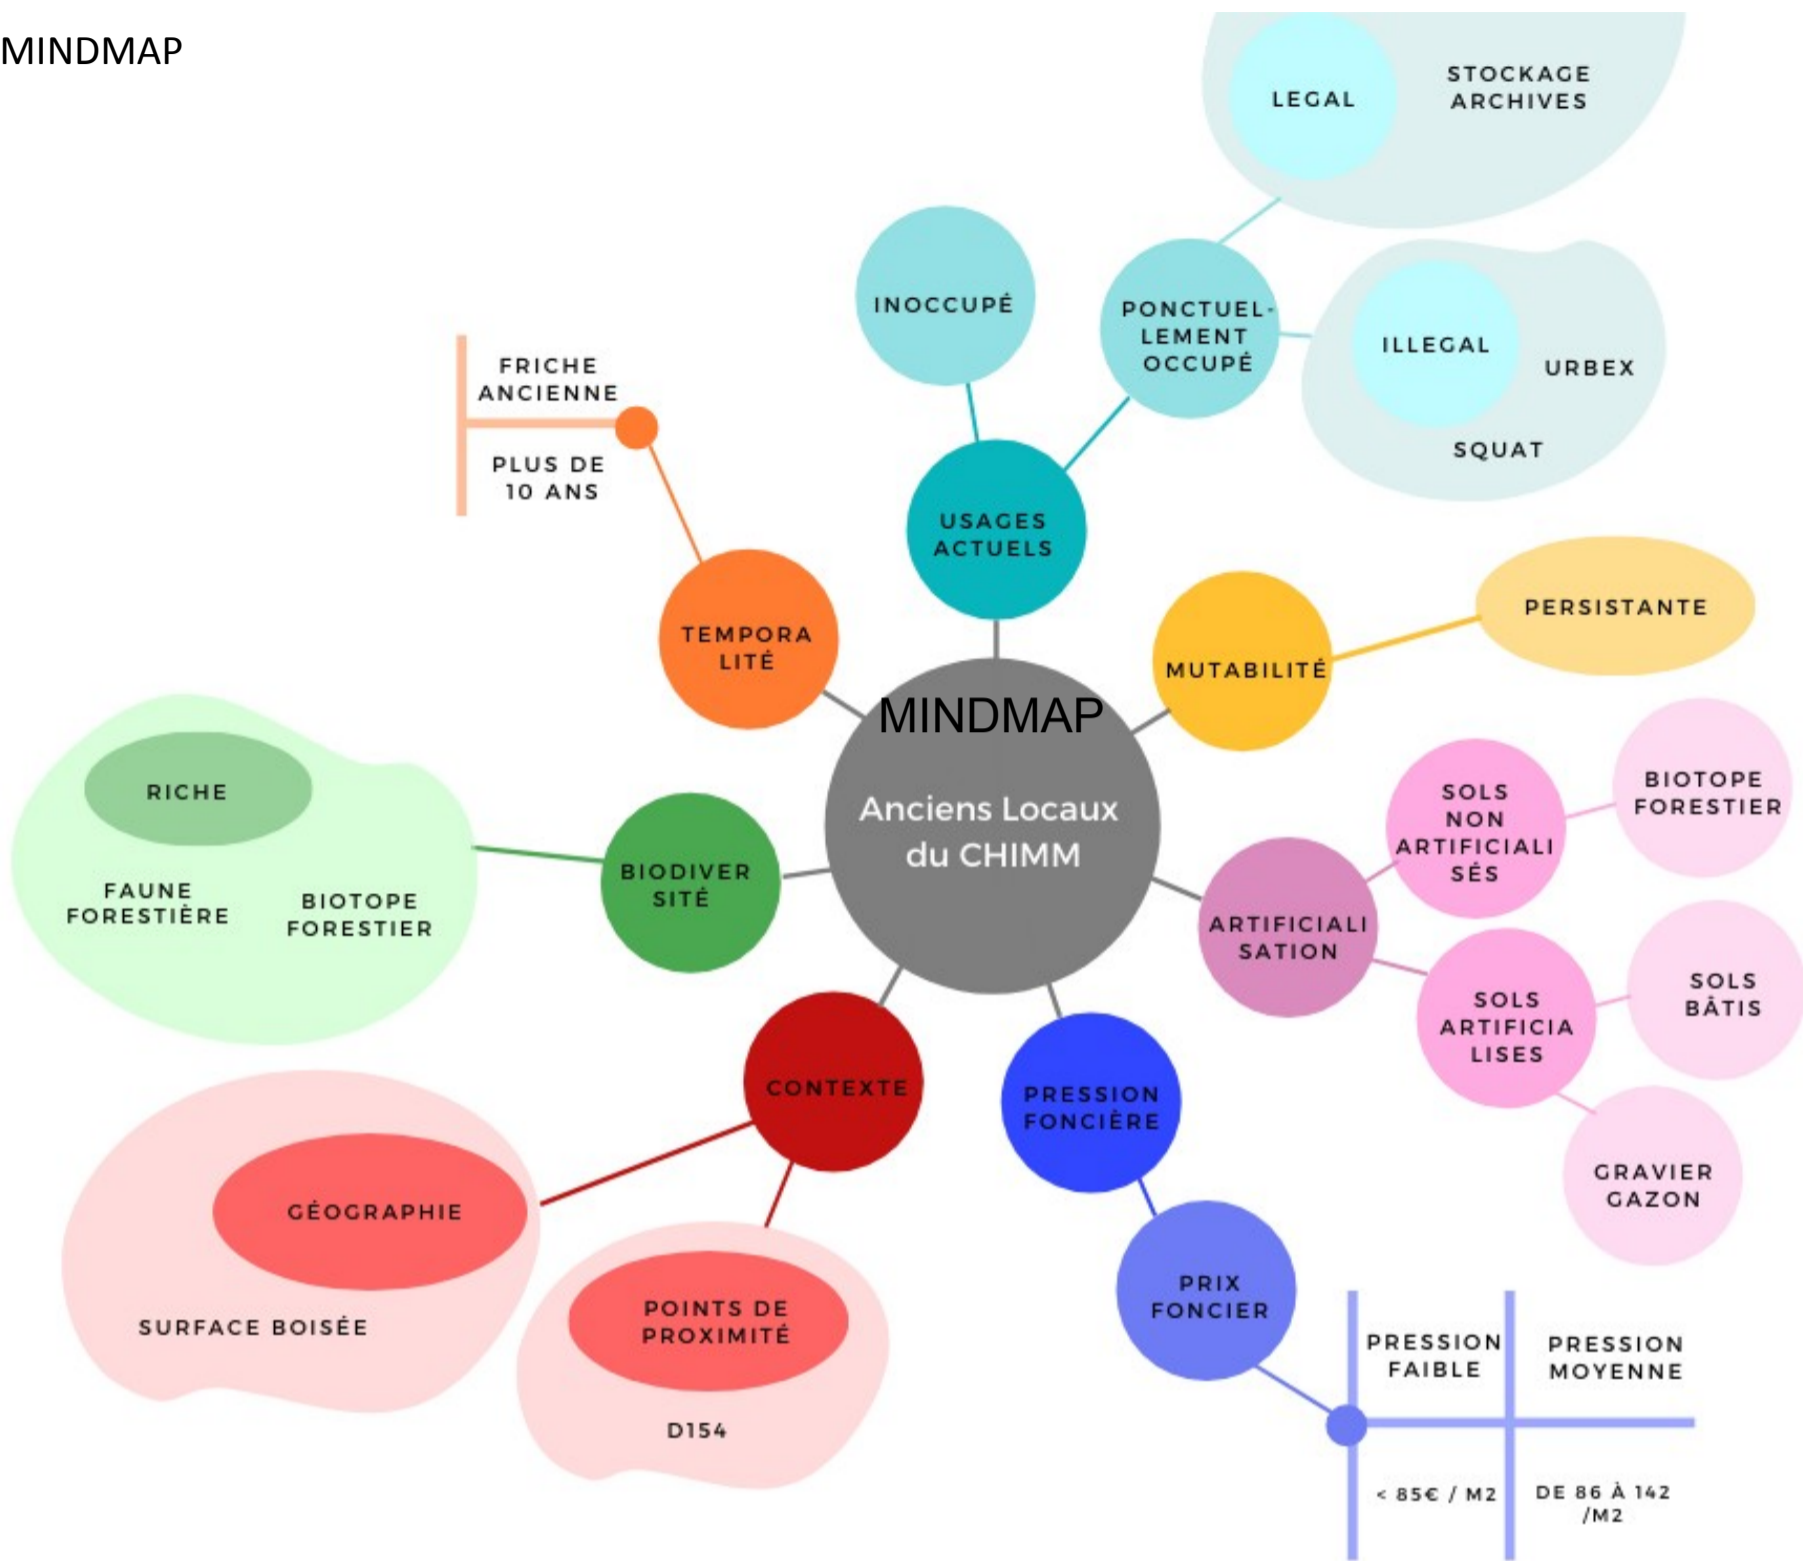 MINDMAP
LEGAL
STOCKAGE
ARCHIVES
INOCCUPÉ
PONCTUEL-
LEMENT
OCCUPÉ
ILLEGAL
URBEX
SQUAT
FRICHE
ANCIENNE
PLUS DE
10 ANS
USAGES
ACTUELS
TEMPORA
LITÉ
MUTABILITÉ
PERSISTANTE
MINDMAP
Anciens Locaux
du CHIMM
RICHE
FAUNE
FORESTIÈRE
BIOTOPE
FORESTIER
BIODIVER
SITÉ
ARTIFICIALI
SATION
SOLS
NON
ARTIFICIALI
SÉS
BIOTOPE
FORESTIER
SOLS
ARTIFICIA
LISES
SOLS
BÂTIS
GRAVIER
GAZON
CONTEXTE
GÉOGRAPHIE
SURFACE BOISÉE
POINTS DE
PROXIMITÉ
D154
PRESSION
FONCIÈRE
PRIX
FONCIER
PRESSION
FAIBLE
PRESSION
MOYENNE
< 85€ / M2
DE 86 À 142
/M2